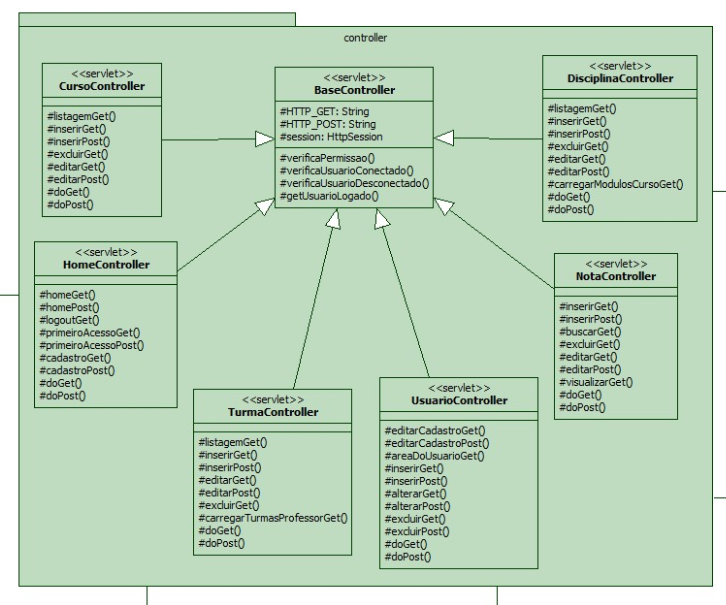 controller
<<servlet>>
CursoController
#listagemGet()
#inserirGet()
#inserirPost()
#excluirGet()
#editarGet()
#editarPost()
#doGet()
#doPost()
<<servlet>>
BaseController
#HTTP_GET: String
#HTTP_POST: String
#session: HttpSession
#verificaPermissao()
#verificaUsuarioConectado()
#verificaUsuarioDesconectado()
#getUsuarioLogado()
<<servlet>>
DisciplinaController
#listagemGet()
#inserirGet()
#inserirPost()
#excluirGet()
#editarGet()
#editarPost()
#carregarModulosCursoGet()
#doGet()
#doPost()
<<servlet>>
HomeController
#homeGet()
#homePost()
#logoutGet()
#primeiroAcessoGet()
#primeiroAcessoPost()
#cadastroGet()
#cadastroPost()
#doGet()
#doPost()
<<servlet>>
NotaController
#inserirGet()
#inserirPost()
#buscarGet()
#excluirGet()
#editarGet()
#editarPost()
#visualizarGet()
#doGet()
#doPost()
<<servlet>>
TurmaController
#listagemGet()
#inserirGet()
#inserirPost()
#editarGet()
#editarPost()
#excluirGet()
#carregarTurmasProfessorGet()
#doGet()
#doPost()
<<servlet>>
UsuarioController
#editarCadastroGet()
#editarCadastroPost()
#areaDoUsuarioGet()
#inserirGet()
#inserirPost()
#alterarGet()
#alterarPost()
#excluirGet()
#excluirPost()
#doGet()
#doPost()